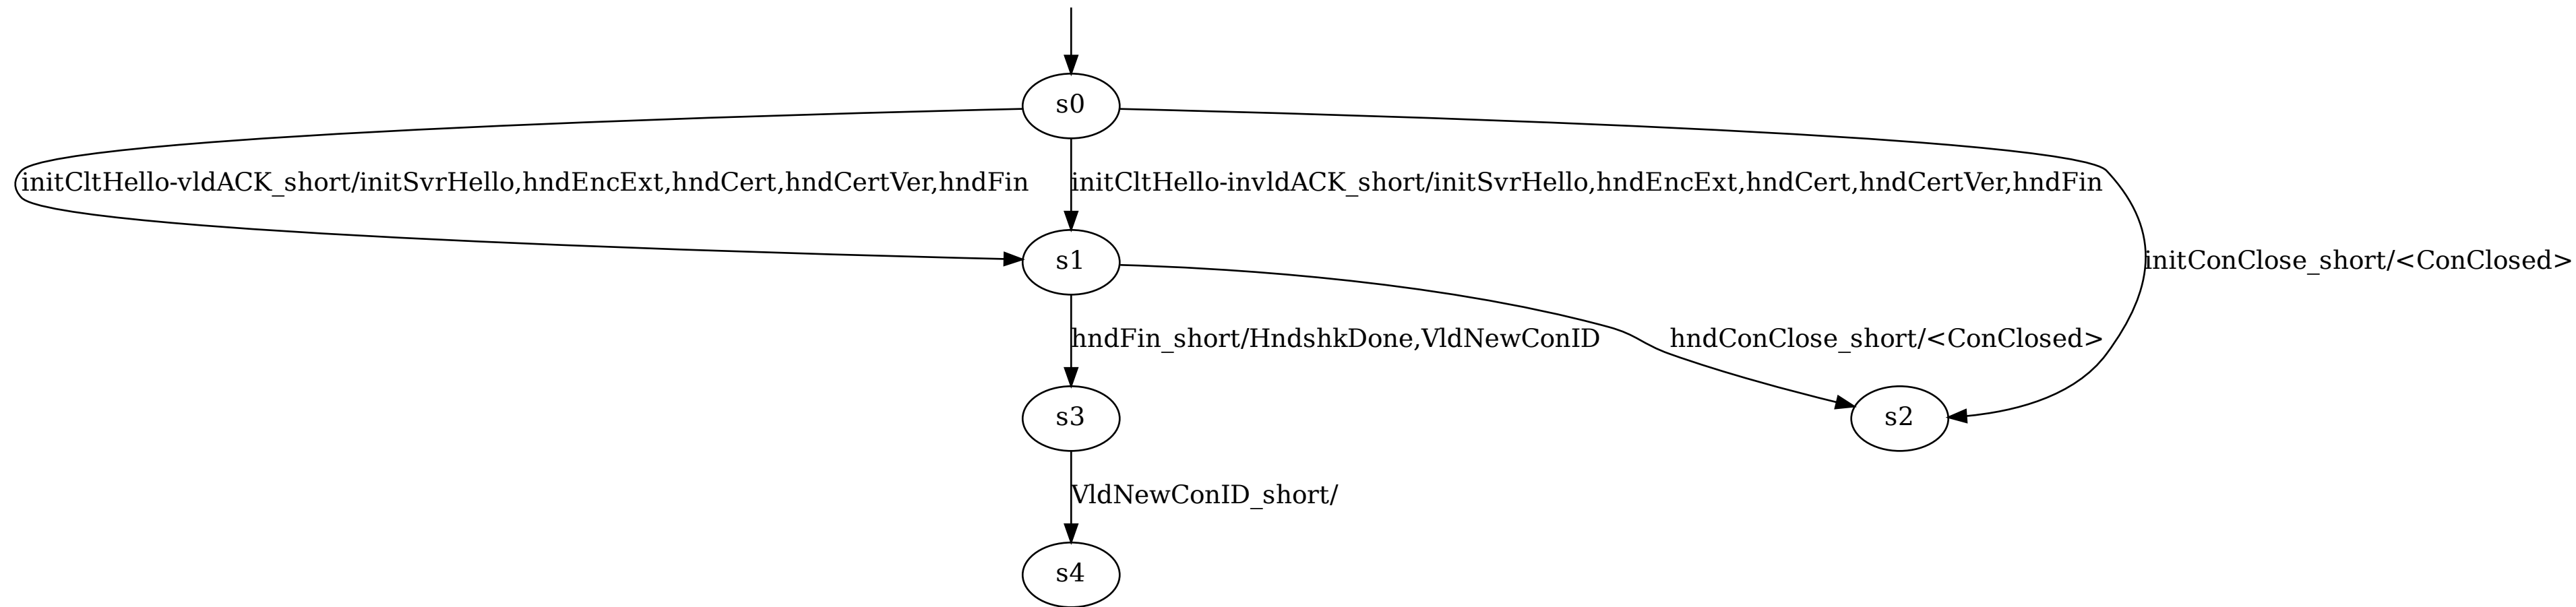 s0
initCltHello-vldACK_short/initSvrHello,hndEncExt,hndCert,hndCertVer,hndFin
initCltHello-invldACK_short/initSvrHello,hndEncExt,hndCert,hndCertVer,hndFin
s1
initConClose_short/<ConClosed>
hndFin_short/HndshkDone,VldNewConID
hndConClose_short/<ConClosed>
s3
s2
VldNewConID_short/
s4